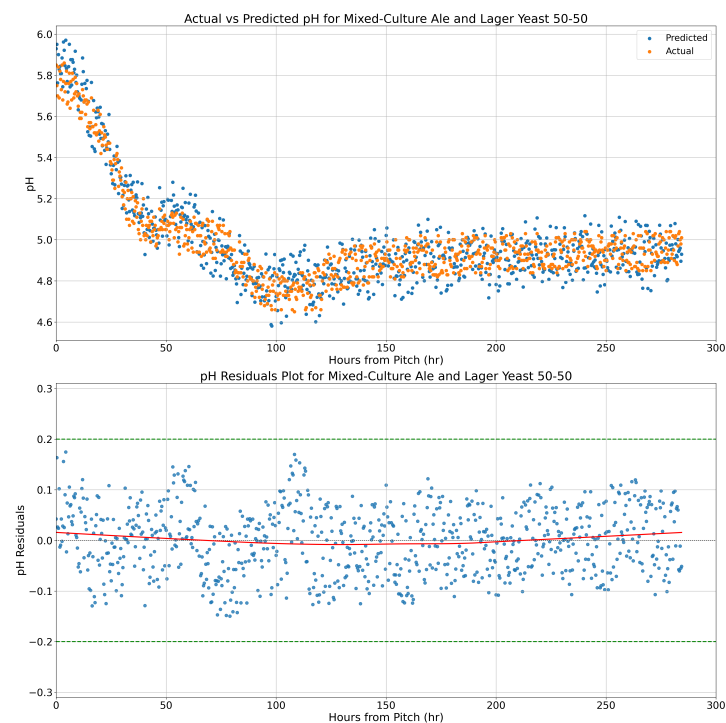 Actual vs Predicted pH for Mixed-Culture Ale and Lager Yeast 50-50
6.0
5.8
5.6
5.4
5.2
5.0
4.8
4.6
pH
Predicted
Actual
0 50 100 150 200 250 300
Hours from Pitch (hr)
pH Residuals Plot for Mixed-Culture Ale and Lager Yeast 50-50
0.3
0.2
0.1
0.0
−0.1
−0.2
−0.3
pH Residuals
0 50 100 150 200 250 300
Hours from Pitch (hr)